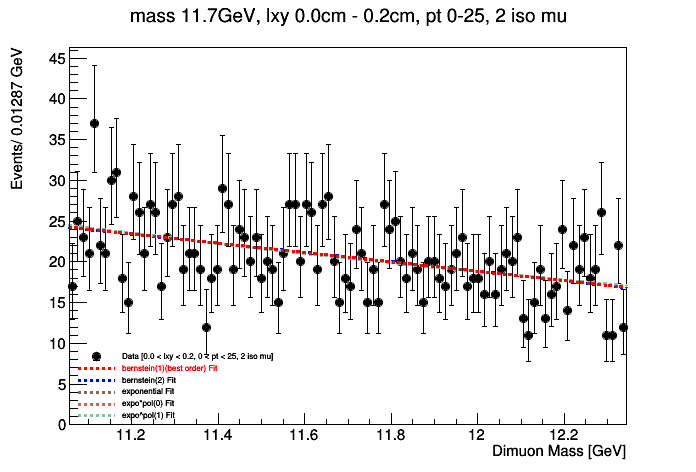 mass 11.7GeV, lxy 0.0cm - 0.2cm, pt 0-25, 2 iso mu
Events/ 0.01287 GeV
45
40
35
30
25
20
15
10
5
0
Data [0.0 < lxy < 0.2, 0 < pt < 25, 2 iso mu]
bernstein(1)(best order) Fit
bernstein(2) Fit
exponential Fit
expo*pol(0) Fit
expo*pol(1) Fit
11.2 11.4 11.6 11.8 12 12.2
Dimuon Mass [GeV]